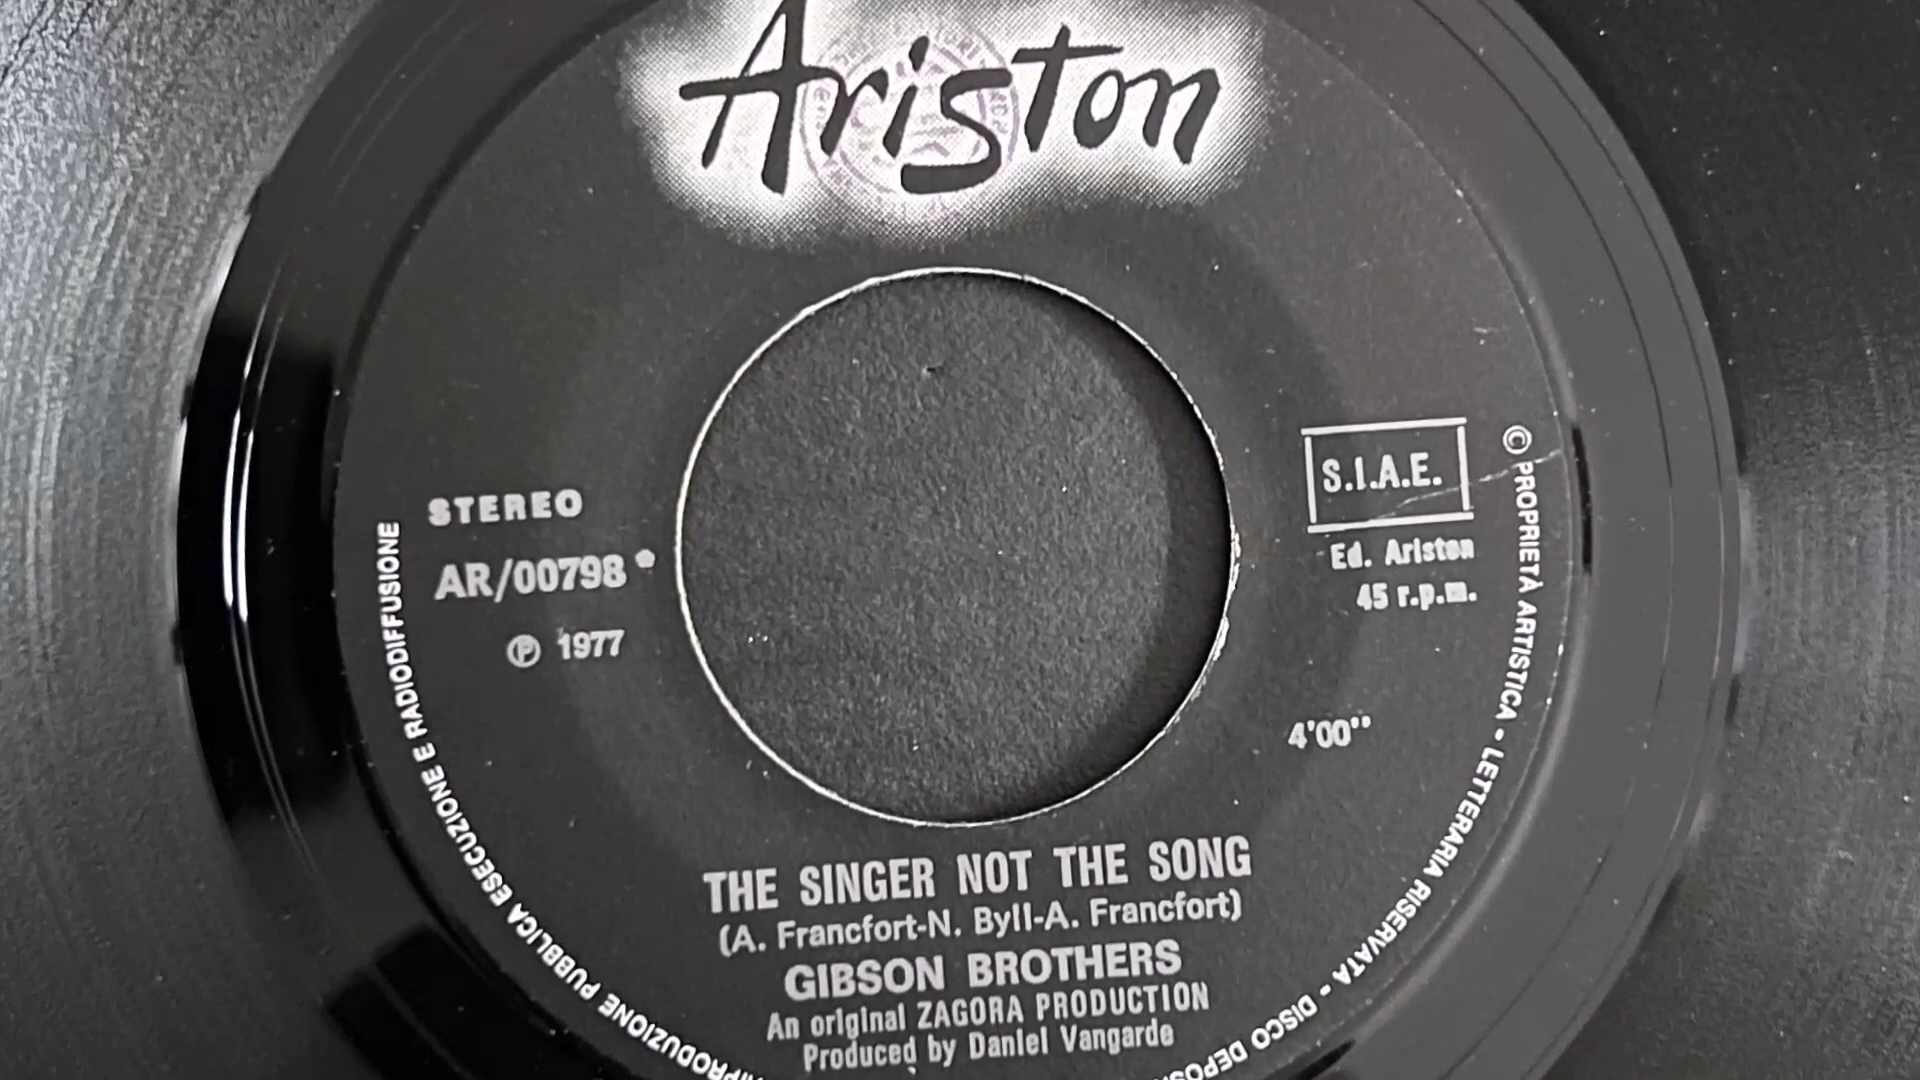 Ariston
STEREO
AR/00798 *
Ⓟ 1977
S.I.A.E.
Ed. Ariston
45 r.p.m.
4'00''
THE SINGER NOT THE SONG
(A. Francfort-N. Byll-A. Francfort)
GIBSON BROTHERS
An original ZAGORA PRODUCTION
Produced by Daniel Vangarde
© PROPRIETÀ ARTISTICA - LETTERARIA RISERVATA - DISCO
PUBBLICA ESECUZIONE E RADIODIFFUSIONE